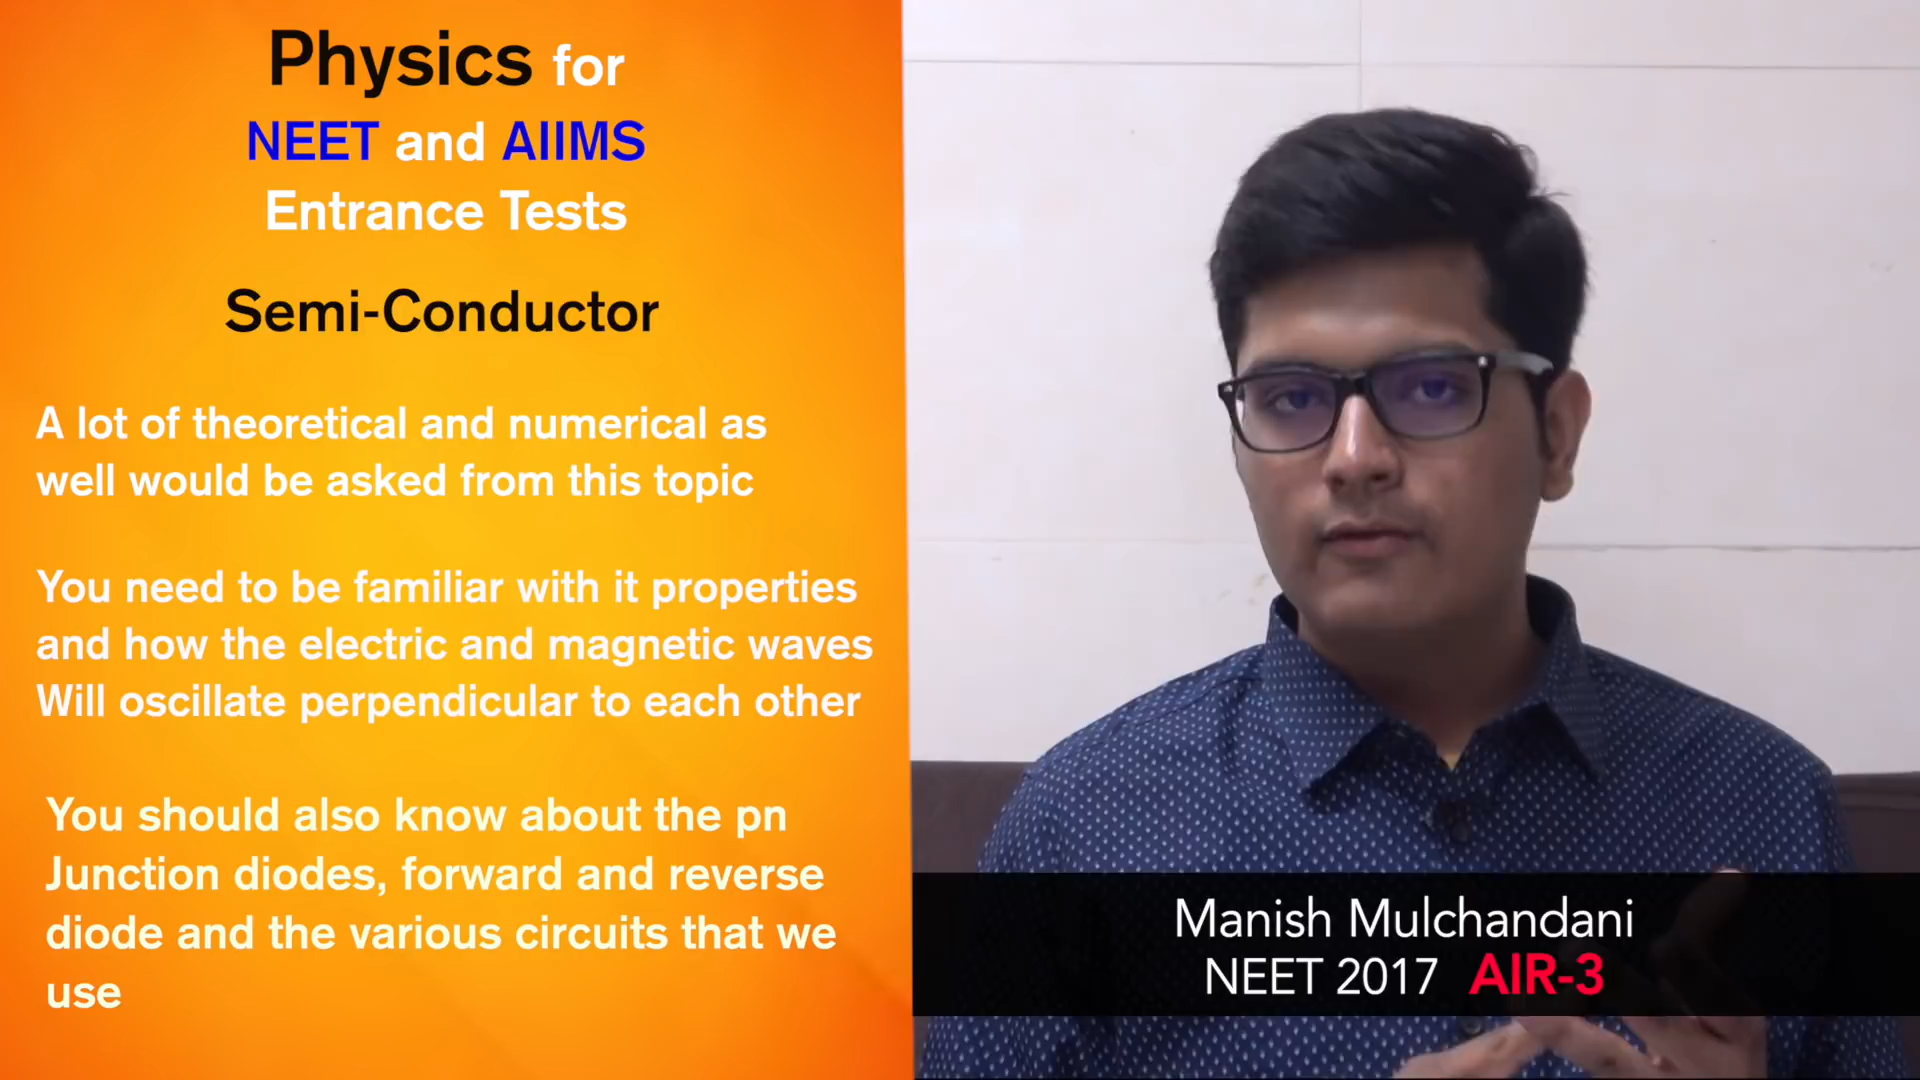 Physics for
NEET and AIIMS
Entrance Tests
Semi-Conductor
A lot of theoretical and numerical as
well would be asked from this topic
You need to be familiar with it properties
and how the electric and magnetic waves
Will oscillate perpendicular to each other
You should also know about the pn
Junction diodes, forward and reverse
diode and the various circuits that we
use
Manish Mulchandani
NEET 2017 AIR-3